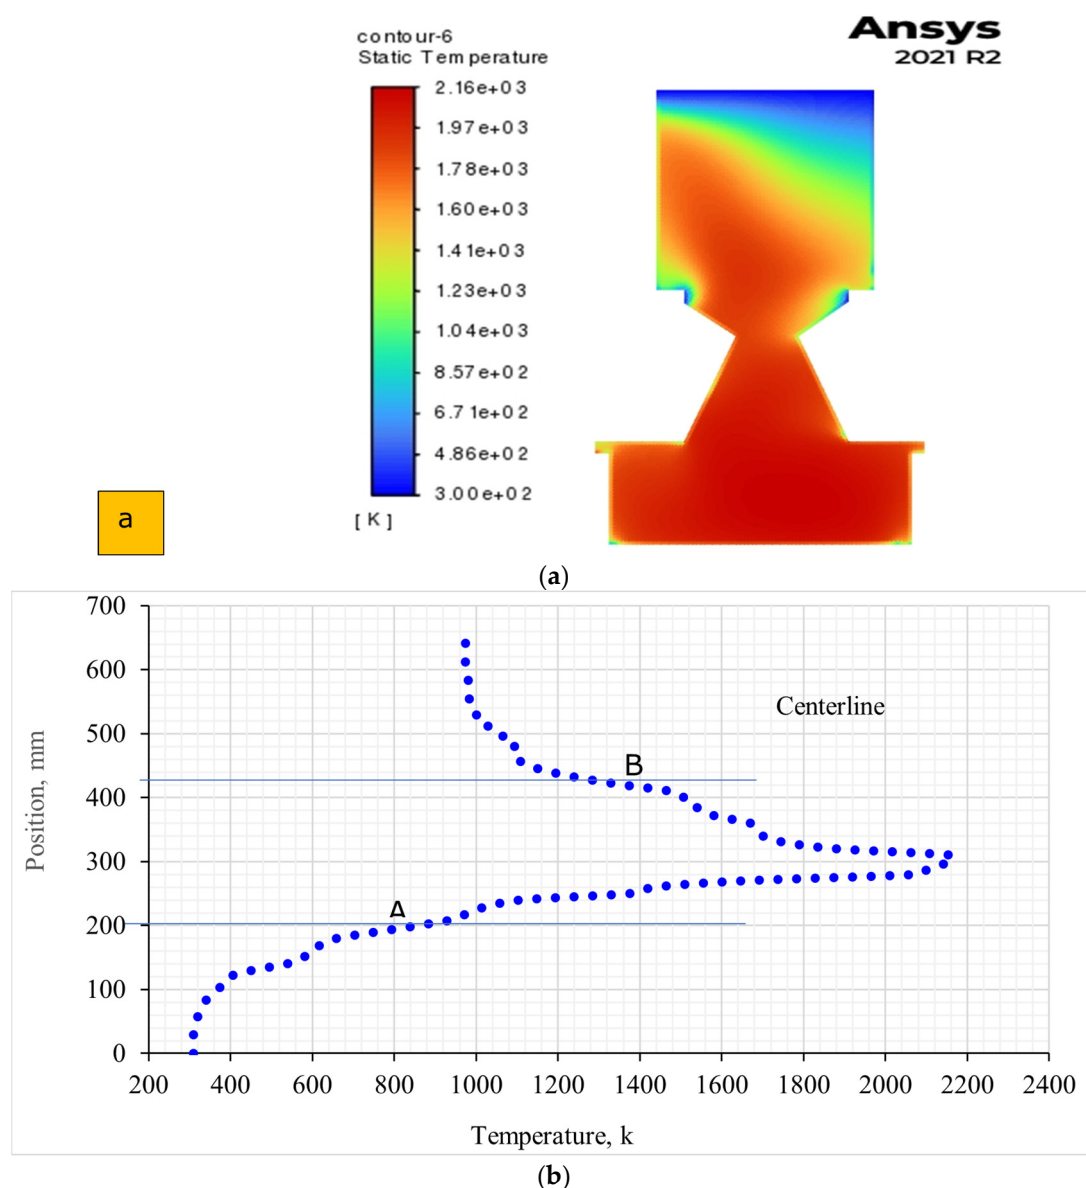 contour-6
Static Temperature
Ansys
2021 R2
2.16e+03
1.97e+03
1.78e+03
1.60e+03
1.41e+03
1.23e+03
1.04e+03
8.57e+02
6.71e+02
4.86e+02
3.00e+02
[ K ]
a
(a)
700
600
500
400
300
200
100
0
Centerline
B
A
Position, mm
200 400 600 800 1000 1200 1400 1600 1800 2000 2200 2400
Temperature, k
(b)